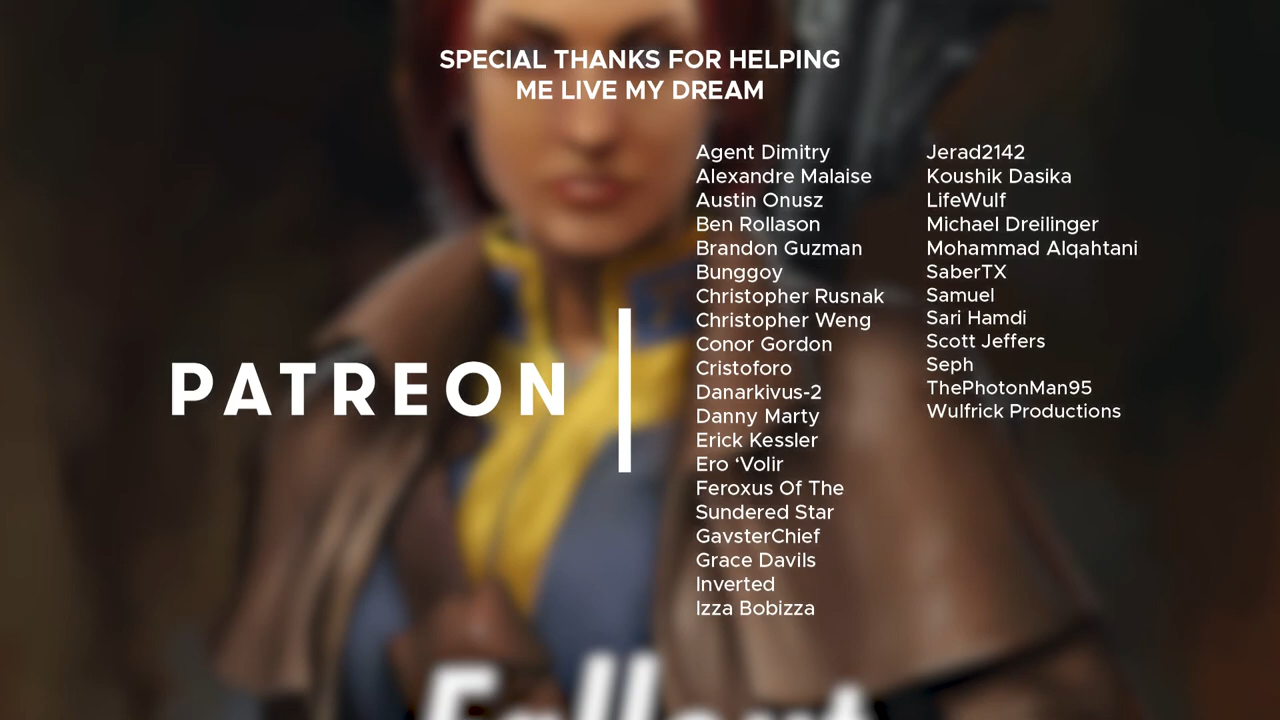 SPECIAL THANKS FOR HELPING
ME LIVE MY DREAM
PATREON
Agent Dimitry
Alexandre Malaise
Austin Onusz
Ben Rollason
Brandon Guzman
Bunggoy
Christopher Rusnak
Christopher Weng
Conor Gordon
Cristoforo
Danarkivus-2
Danny Marty
Erick Kessler
Ero ‘Volir
Feroxus Of The
Sundered Star
GavsterChief
Grace Davils
Inverted
Izza Bobizza
Jerad2142
Koushik Dasika
LifeWulf
Michael Dreilinger
Mohammad Alqahtani
SaberTX
Samuel
Sari Hamdi
Scott Jeffers
Seph
ThePhotonMan95
Wulfrick Productions
Fallout